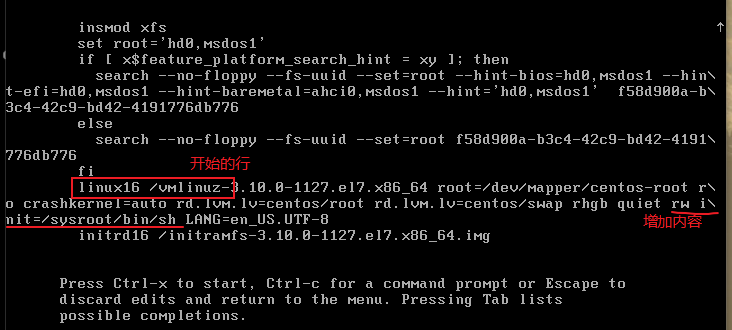 insmod xfs
set root='hd0,msdos1'
if [ x$feature_platform_search_hint = xy ]; then
search --no-floppy --fs-uuid --set=root --hint-bios=hd0,msdos1 --hin\
t-efi=hd0,msdos1 --hint-baremetal=ahci0,msdos1 --hint='hd0,msdos1'  f58d900a-b\
3c4-42c9-bd42-4191776db776
else
search --no-floppy --fs-uuid --set=root f58d900a-b3c4-42c9-bd42-4191\
776db776
fi
开始的行
linux16 /vmlinuz-3.10.0-1127.el7.x86_64 root=/dev/mapper/centos-root r\
o crashkernel=auto rd.lvm.lv=centos/root rd.lvm.lv=centos/swap rhgb quiet rw i\
nit=/sysroot/bin/sh LANG=en_US.UTF-8
增加内容
initrd16 /initramfs-3.10.0-1127.el7.x86_64.img
Press Ctrl-x to start, Ctrl-c for a command prompt or Escape to
discard edits and return to the menu. Pressing Tab lists
possible completions.